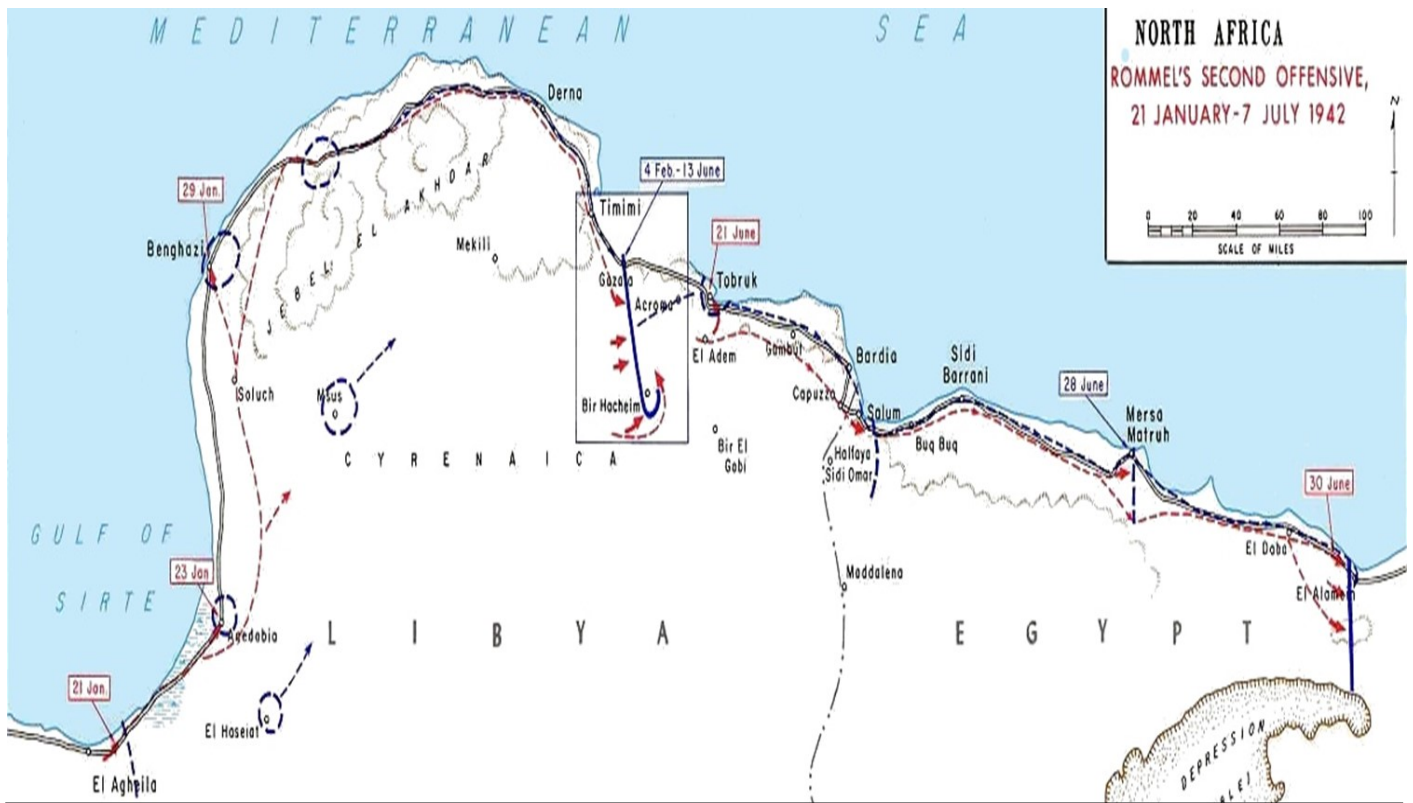 MEDITERRANEAN SEA
NORTH AFRICA
ROMMEL'S SECOND OFFENSIVE,
21 JANUARY-7 JULY 1942
N
0 20 40 60 80 100
SCALE OF MILES
Derna
4 Feb.-13 June
29 Jan.
Benghazi
JEBEL EL AKHDAR
Timimi
Mekili
21 June
Tobruk
Gazala
Acroma
El Adem
Gambut
Bardia
Sidi
Barrani
Soluch
Msus
Bir Hacheim
Capuzzo
Salum
28 June
Mersa
Matruh
Bir El
Gobi
Halfaya
Sidi Omar
Buq Buq
CYRENAICA
30 June
GULF OF
SIRTE
El Daba
23 Jan
Maddalena
El Alamein
Agedabia
LIBYA
EGYPT
21 Jan.
El Haseiat
El Agheila
DEPRESSION